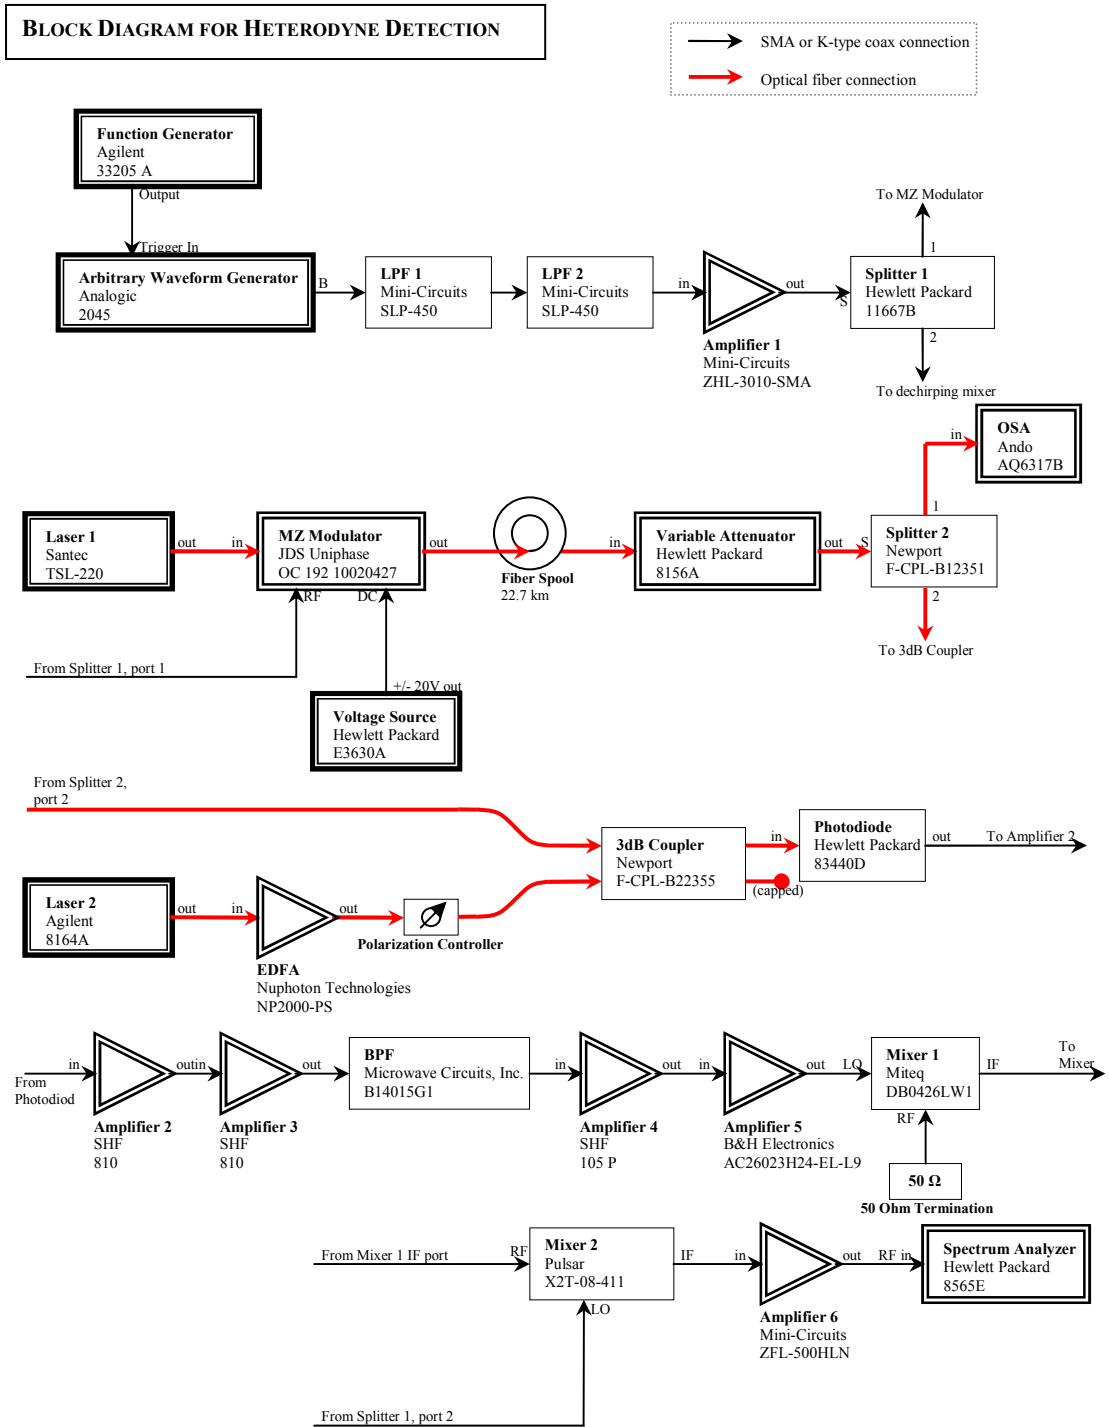 BLOCK DIAGRAM FOR HETERODYNE DETECTION
SMA or K-type coax connection
Optical fiber connection
Function Generator
Agilent
33205 A
Output
Trigger In
Arbitrary Waveform Generator
Analogic
2045
B
LPF 1
Mini-Circuits
SLP-450
LPF 2
Mini-Circuits
SLP-450
in
out
Amplifier 1
Mini-Circuits
ZHL-3010-SMA
To MZ Modulator
1
S
Splitter 1
Hewlett Packard
11667B
2
To dechirping mixer
in
OSA
Ando
AQ6317B
Laser 1
Santec
TSL-220
out
in
MZ Modulator
JDS Uniphase
OC 192 10020427
out
RF
DC
Fiber Spool
22.7 km
in
Variable Attenuator
Hewlett Packard
8156A
out
S
1
Splitter 2
Newport
F-CPL-B12351
2
To 3dB Coupler
From Splitter 1, port 1
+/- 20V out
Voltage Source
Hewlett Packard
E3630A
From Splitter 2,
port 2
3dB Coupler
Newport
F-CPL-B22355
in
(capped)
Photodiode
Hewlett Packard
83440D
out
To Amplifier 2
Laser 2
Agilent
8164A
out
in
out
EDFA
Nuphoton Technologies
NP2000-PS
Polarization Controller
From
Photodiod
in
out
Amplifier 2
SHF
810
in
out
Amplifier 3
SHF
810
BPF
Microwave Circuits, Inc.
B14015G1
in
out
Amplifier 4
SHF
105 P
in
out
Amplifier 5
B&H Electronics
AC26023H24-EL-L9
LO
Mixer 1
Miteq
DB0426LW1
IF
To
Mixer
RF
50 Ω
50 Ohm Termination
From Mixer 1 IF port
RF
Mixer 2
Pulsar
X2T-08-411
IF
LO
in
out
Amplifier 6
Mini-Circuits
ZFL-500HLN
RF in
Spectrum Analyzer
Hewlett Packard
8565E
From Splitter 1, port 2